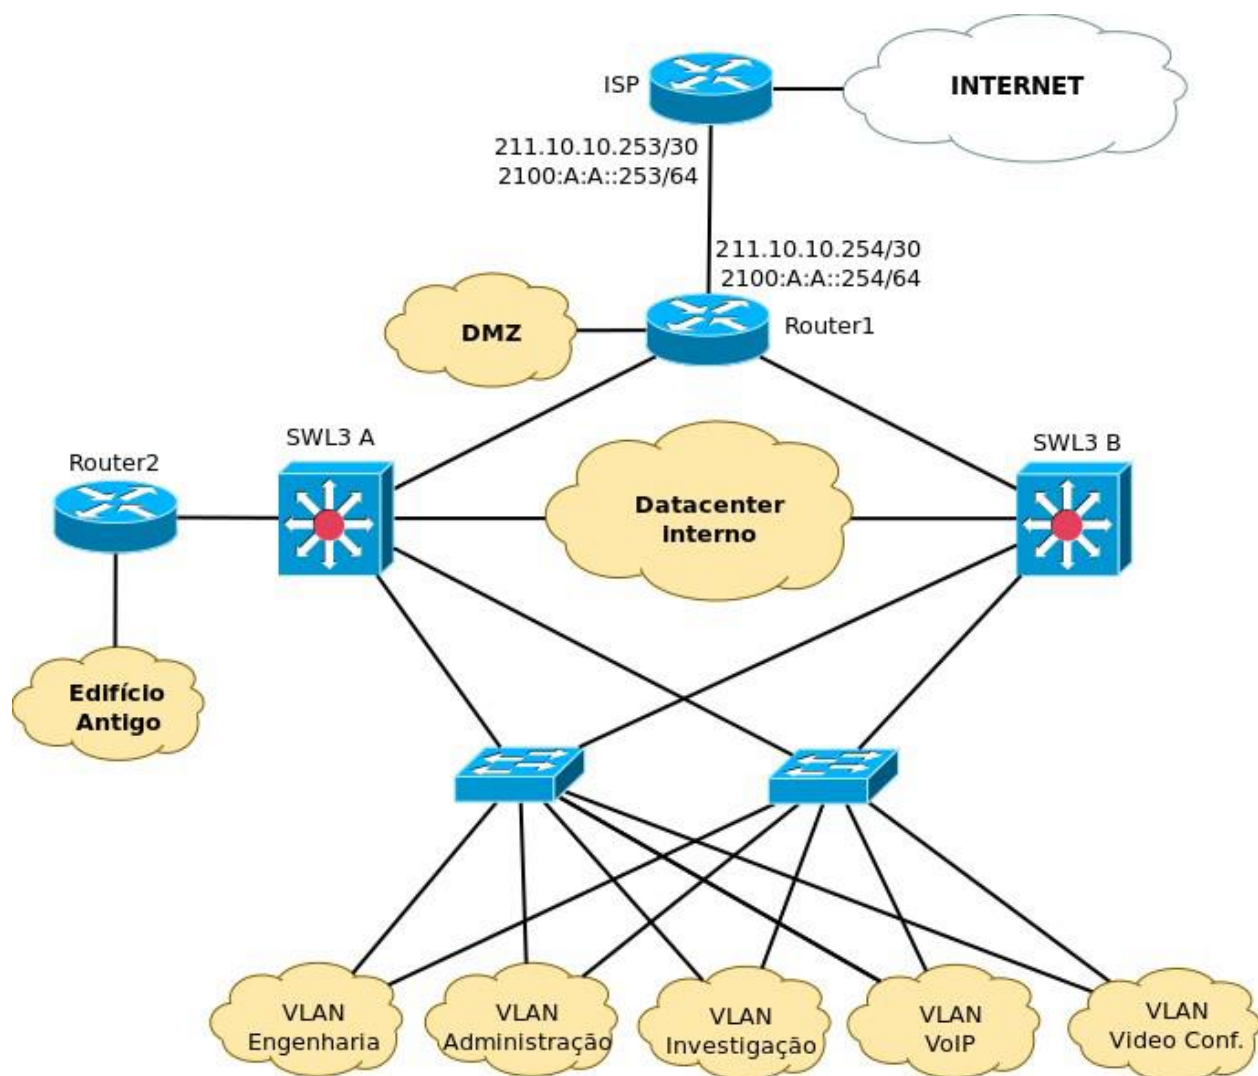 ISP
INTERNET
211.10.10.253/30
2100:A:A::253/64
211.10.10.254/30
2100:A:A::254/64
DMZ
Router1
SWL3 A
SWL3 B
Router2
Datacenter
interno
Edifício
Antigo
VLAN
Engenharia
VLAN
Administração
VLAN
Investigação
VLAN
VoIP
VLAN
Video Conf.